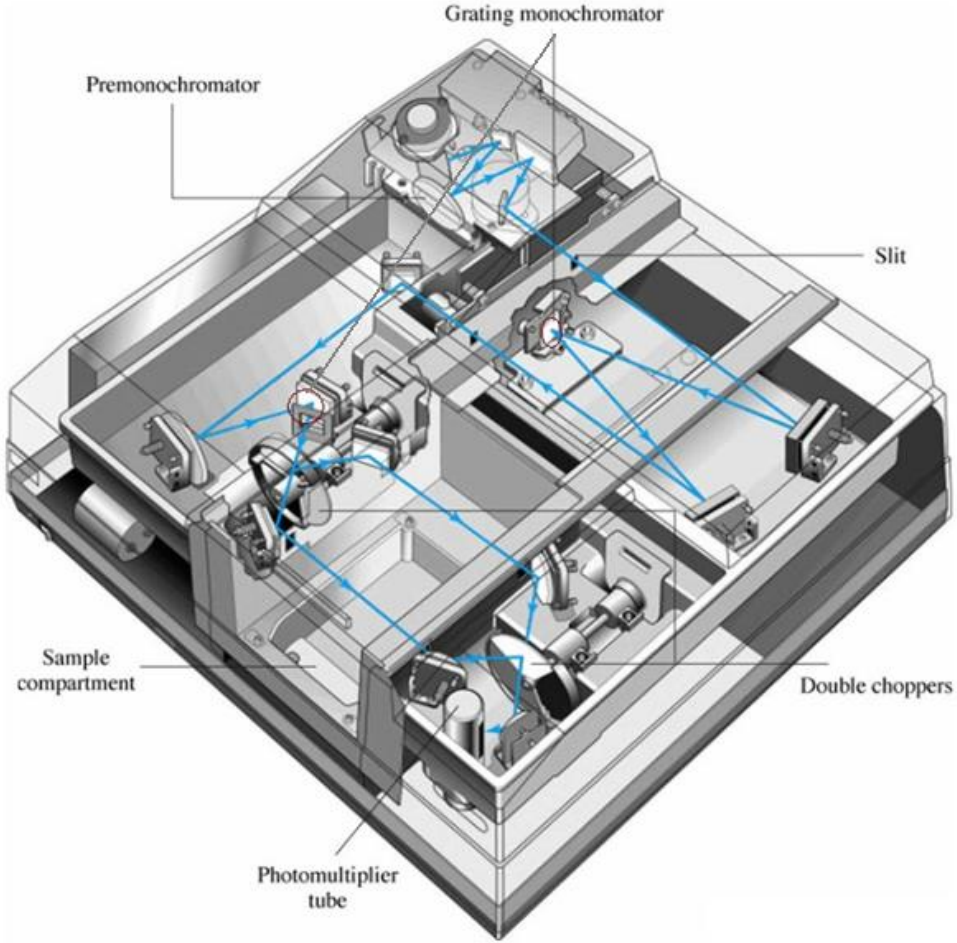 Grating monochromator
Premonochromator
Slit
Sample
compartment
Double choppers
Photomultiplier
tube